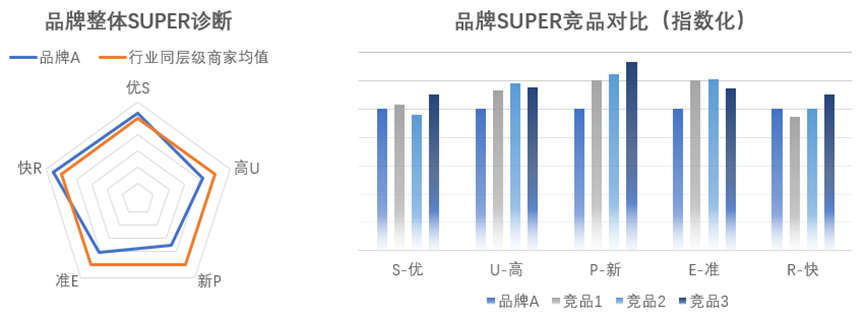 品牌整体SUPER诊断
品牌A 行业同层级商家均值
优S
快R
高U
准E
新P
品牌SUPER竞品对比（指数化）
S-优 U-高 P-新 E-准 R-快
品牌A 竞品1 竞品2 竞品3